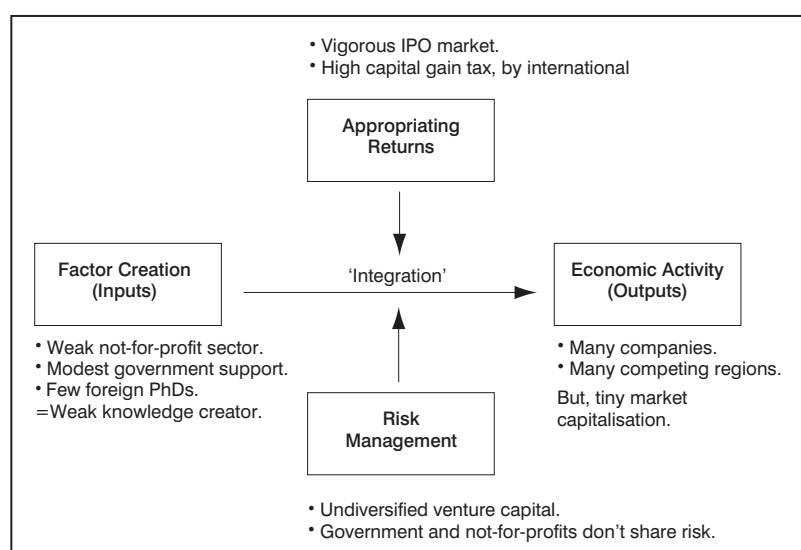 • Vigorous IPO market.
• High capital gain tax, by international
Appropriating
Returns
Factor Creation
(Inputs)
‘Integration’
Economic Activity
(Outputs)
• Weak not-for-profit sector.
• Modest government support.
• Few foreign PhDs.
=Weak knowledge creator.
• Many companies.
• Many competing regions.
But, tiny market
capitalisation.
Risk
Management
• Undiversified venture capital.
• Government and not-for-profits don’t share risk.